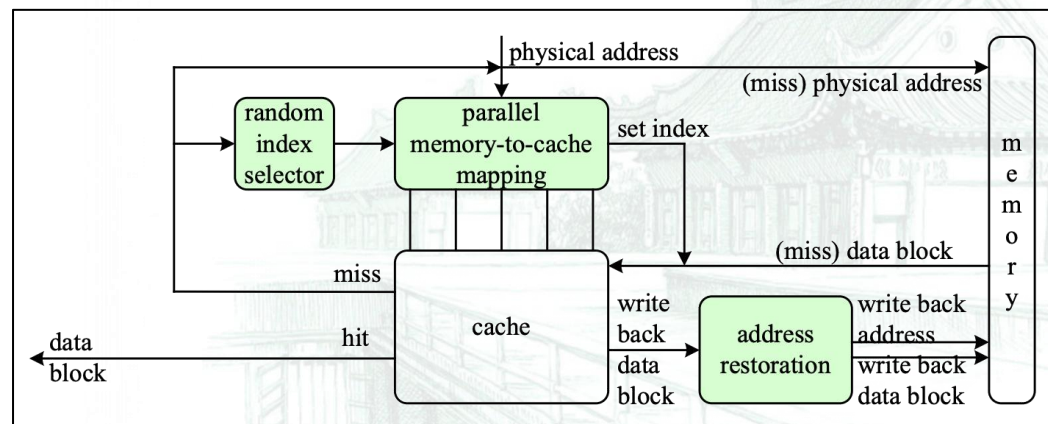 physical address
(miss) physical address
random
index
selector
parallel
memory-to-cache
mapping
set index
m
e
m
o
r
y
(miss) data block
miss
cache
hit
data
block
write
back
data
block
address
restoration
write back
address
write back
data block